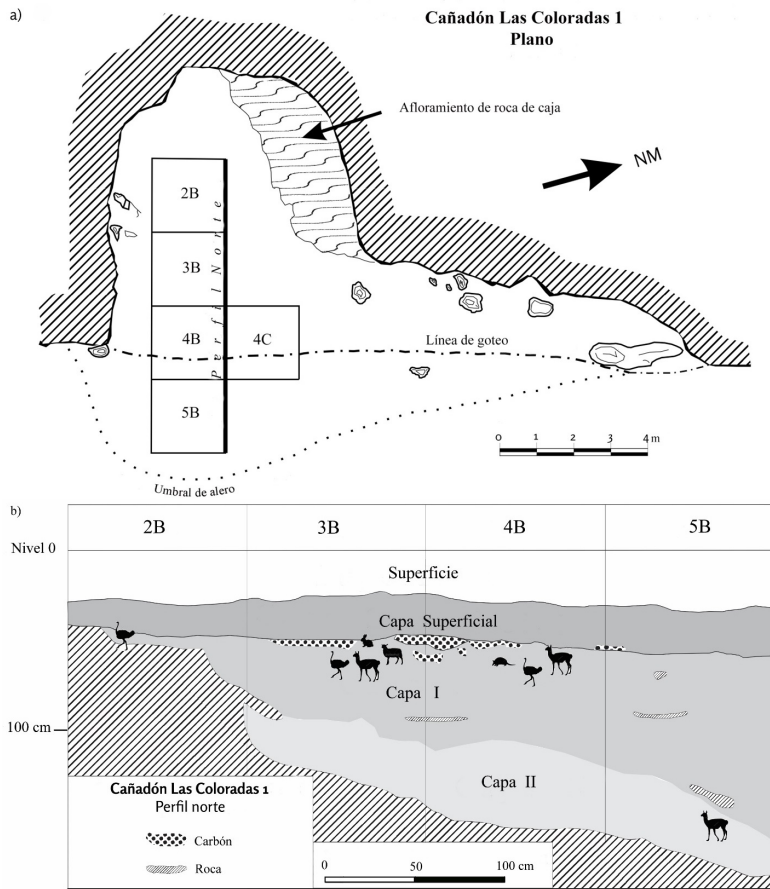 a)
Cañadón Las Coloradas 1
Plano
Afloramiento de roca de caja
NM
2B
3B
4B
4C
5B
Perfil Norte
Línea de goteo
0 1 2 3 4 m
Umbral de alero
b)
2B 3B 4B 5B
Nivel 0
Superficie
Capa Superficial
Capa I
100 cm
Capa II
Cañadón Las Coloradas 1
Perfil norte
Carbón
Roca
0 50 100 cm